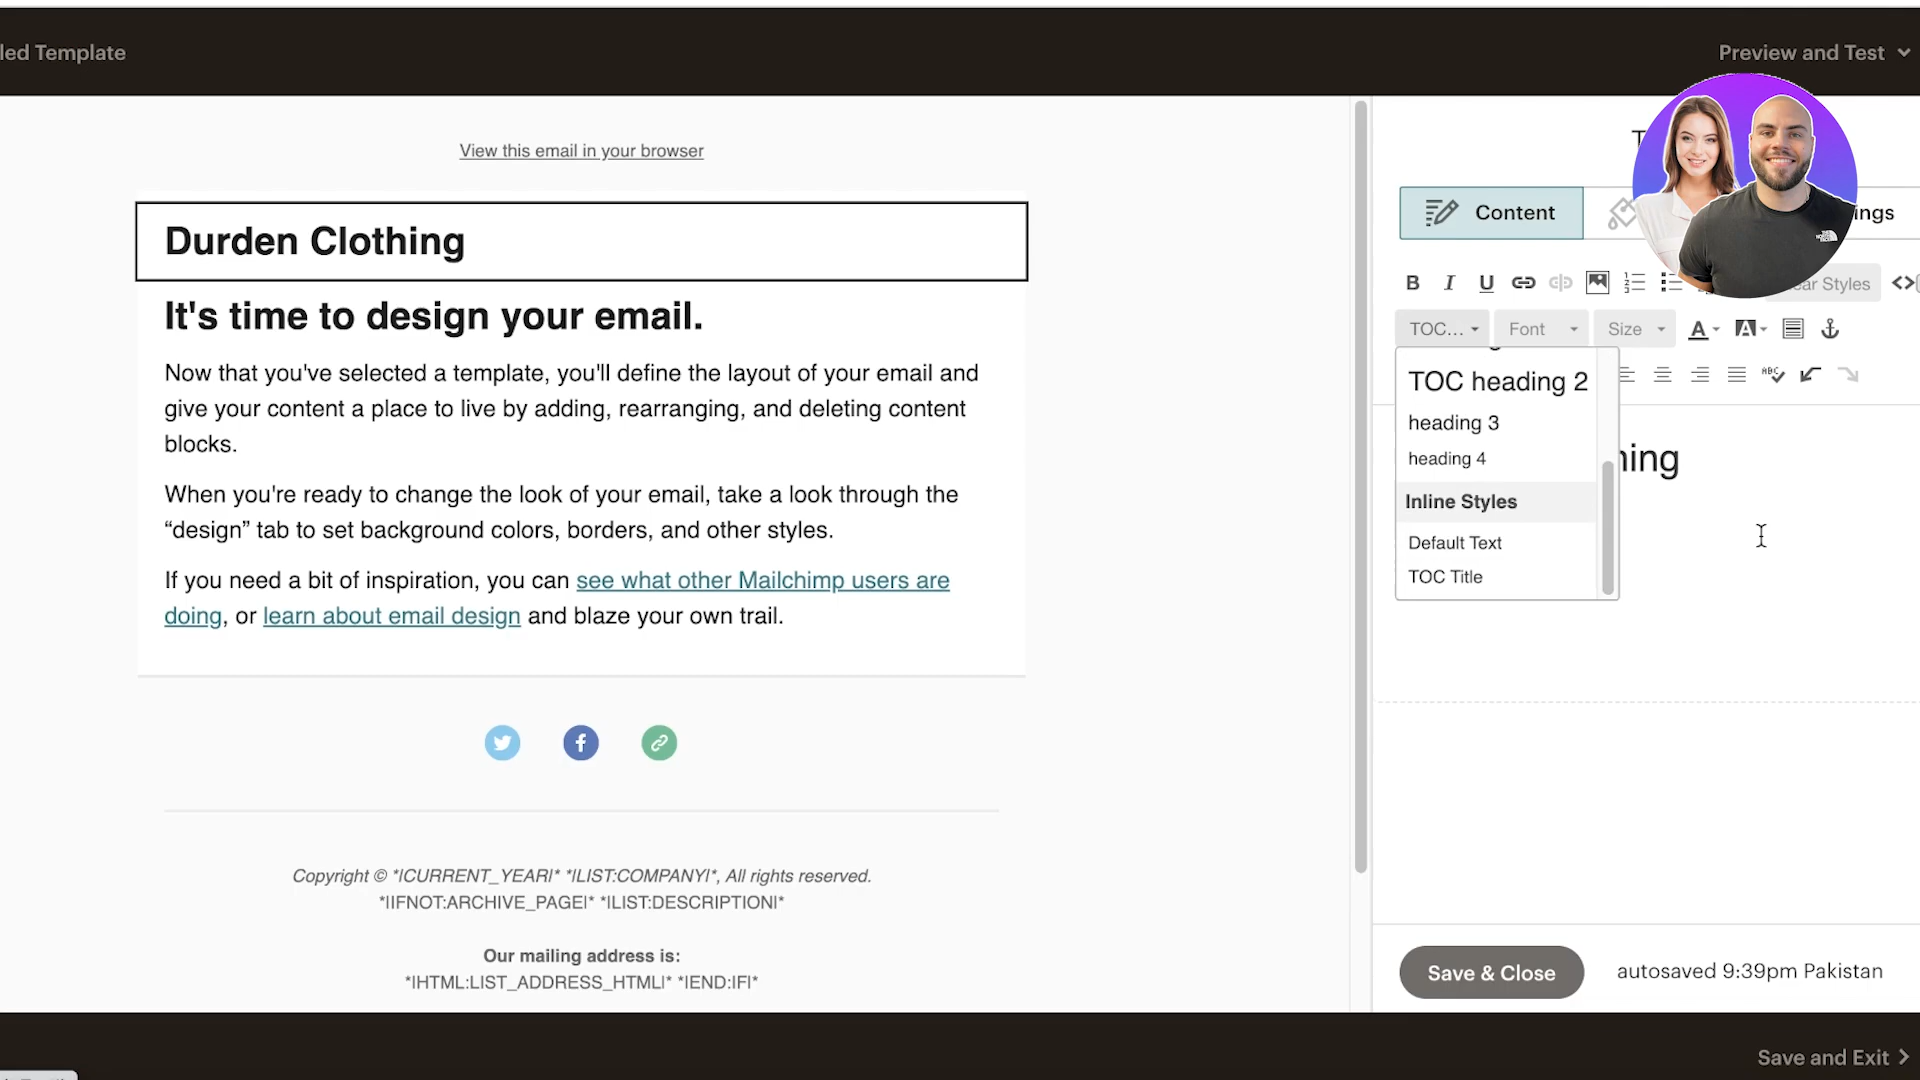 led Template
Preview and Test
View this email in your browser
Durden Clothing
It's time to design your email.
Now that you've selected a template, you'll define the layout of your email and
give your content a place to live by adding, rearranging, and deleting content
blocks.
When you're ready to change the look of your email, take a look through the
“design” tab to set background colors, borders, and other styles.
If you need a bit of inspiration, you can see what other Mailchimp users are
doing, or learn about email design and blaze your own trail.
Copyright © *|CURRENT_YEAR|* *|LIST:COMPANY|*, All rights reserved.
*|IFNOT:ARCHIVE_PAGE|* *|LIST:DESCRIPTION|*
Our mailing address is:
*|HTML:LIST_ADDRESS_HTML|* *|END:IF|*
T
Content
ings
B I U
ar Styles
TOC... Font Size A A
ABC
TOC heading 2
heading 3
heading 4
Inline Styles
Default Text
TOC Title
hing
Save & Close
autosaved 9:39pm Pakistan
Save and Exit